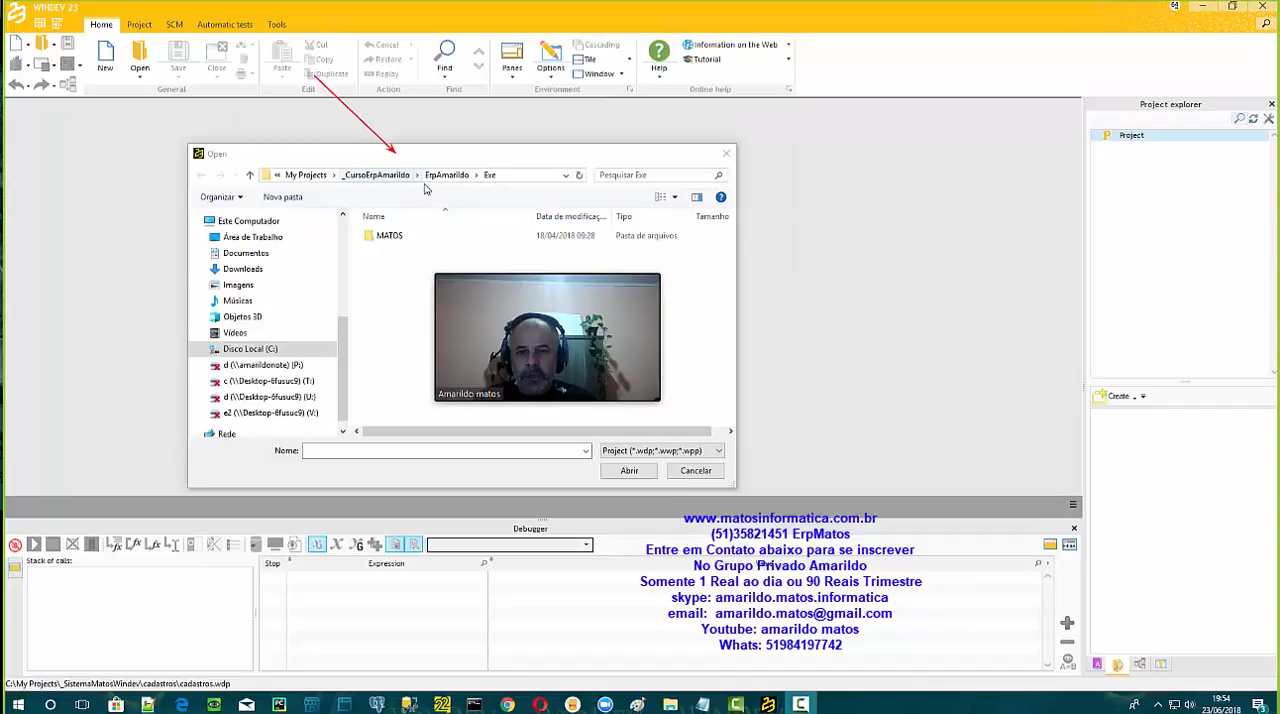 WINDEV 23
Home Project SCM Automatic tests Tools
New Open Save Close
Paste
Cut
Copy
Duplicate
Cancel
Restore
Replay
Find
Panes Options
Cascading
Tile
Window
Help
Information on the Web
Tutorial
General Edit Action Find Environment Online help
Project explorer
Project
Open
« My Projects › _CursoErpAmarildo › ErpAmarildo › Exe
Pesquisar Exe
Organizar Nova pasta
Nome Data de modificaç... Tipo Tamanho
MATOS 18/04/2018 09:28 Pasta de arquivos
Este Computador
Área de Trabalho
Documentos
Downloads
Imagens
Músicas
Objetos 3D
Vídeos
Disco Local (C:)
d (\\amarildonote) (P:)
c (\\Desktop-6fusuc9) (T:)
d (\\Desktop-6fusuc9) (U:)
e2 (\\Desktop-6fusuc9) (V:)
Rede
Amarildo matos
Nome:
Project (*.wdp;*.wwp;*.wpp)
Abrir Cancelar
Create
Debugger
Stack of calls:
Stop Expression
www.matosinformatica.com.br
(51)35821451 ErpMatos
Entre em Contato abaixo para se inscrever
No Grupo Privado Amarildo
Somente 1 Real ao dia ou 90 Reais Trimestre
skype: amarildo.matos.informatica
email: amarildo.matos@gmail.com
Youtube: amarildo matos
Whats: 51984197742
C:\My Projects\_SistemaMatosWindev\cadastros\cadastros.wdp
19:54
23/06/2018